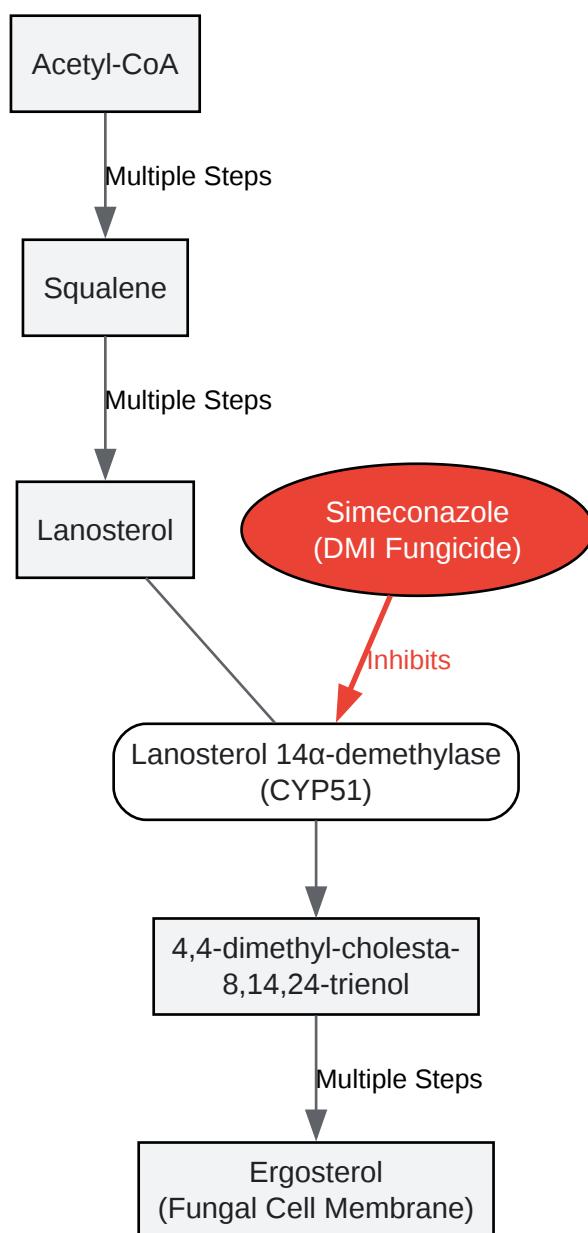 Acetyl-CoA
Multiple Steps
Squalene
Multiple Steps
Lanosterol
Simeconazole
(DMI Fungicide)
Inhibits
Lanosterol 14α-demethylase
(CYP51)
4,4-dimethyl-cholesta-
8,14,24-trienol
Multiple Steps
Ergosterol
(Fungal Cell Membrane)